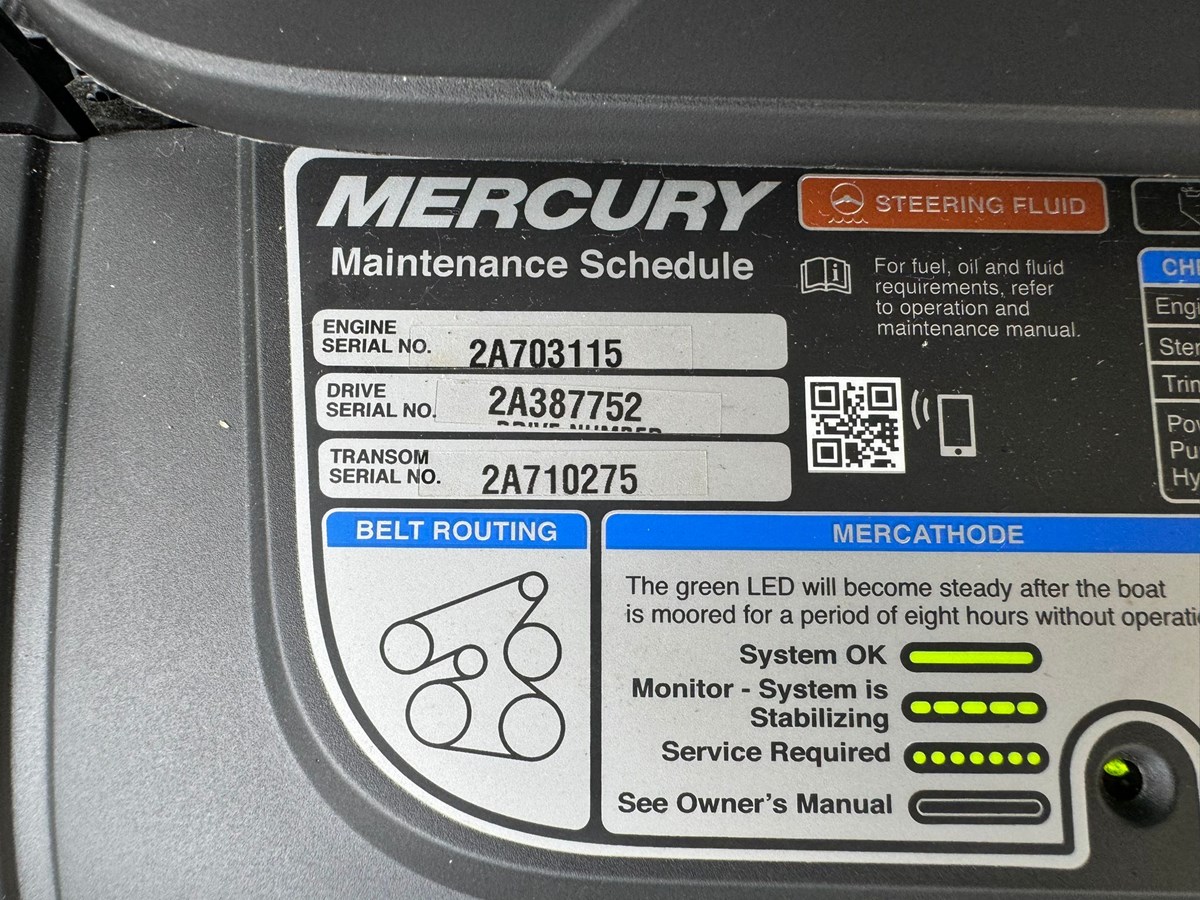 MERCURY
Maintenance Schedule
STEERING FLUID
For fuel, oil and fluid
requirements, refer
to operation and
maintenance manual.
ENGINE
SERIAL NO. 2A703115
DRIVE
SERIAL NO. 2A387752
DRIVE NUMBER
TRANSOM
SERIAL NO. 2A710275
BELT ROUTING
MERCATHODE
The green LED will become steady after the boat
is moored for a period of eight hours without
System OK
Monitor - System is
Stabilizing
Service Required
See Owner's Manual